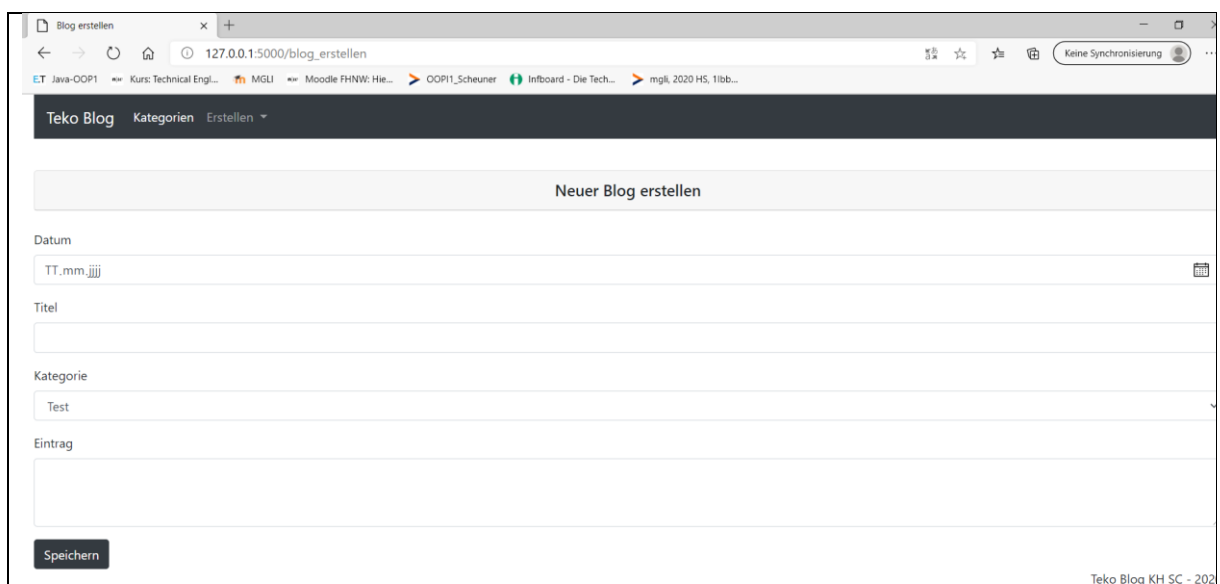 Blog erstellen
127.0.0.1:5000/blog_erstellen
Keine Synchronisierung
E.T Java-OOP1 Kurs: Technical Engl... MGLI Moodle FHNW: Hie... OOPI1_Scheuner Infboard - Die Tech... mgli, 2020 HS, 1Ibb...
Teko Blog Kategorien Erstellen
Neuer Blog erstellen
Datum
TT.mm.jjjj
Titel
Kategorie
Test
Eintrag
Speichern
Teko Blog KH SC - 202